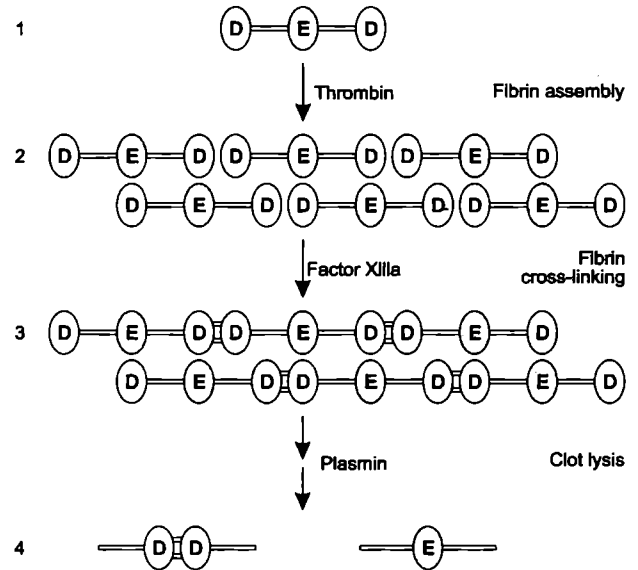 1 D E D
Thrombin Fibrin assembly
2 D E D D E D D E D
D E D D E D D E D
Factor XIIIa Fibrin
cross-linking
3 D E D D E D D E D
D E D D E D D E D
Plasmin Clot lysis
4 D D E